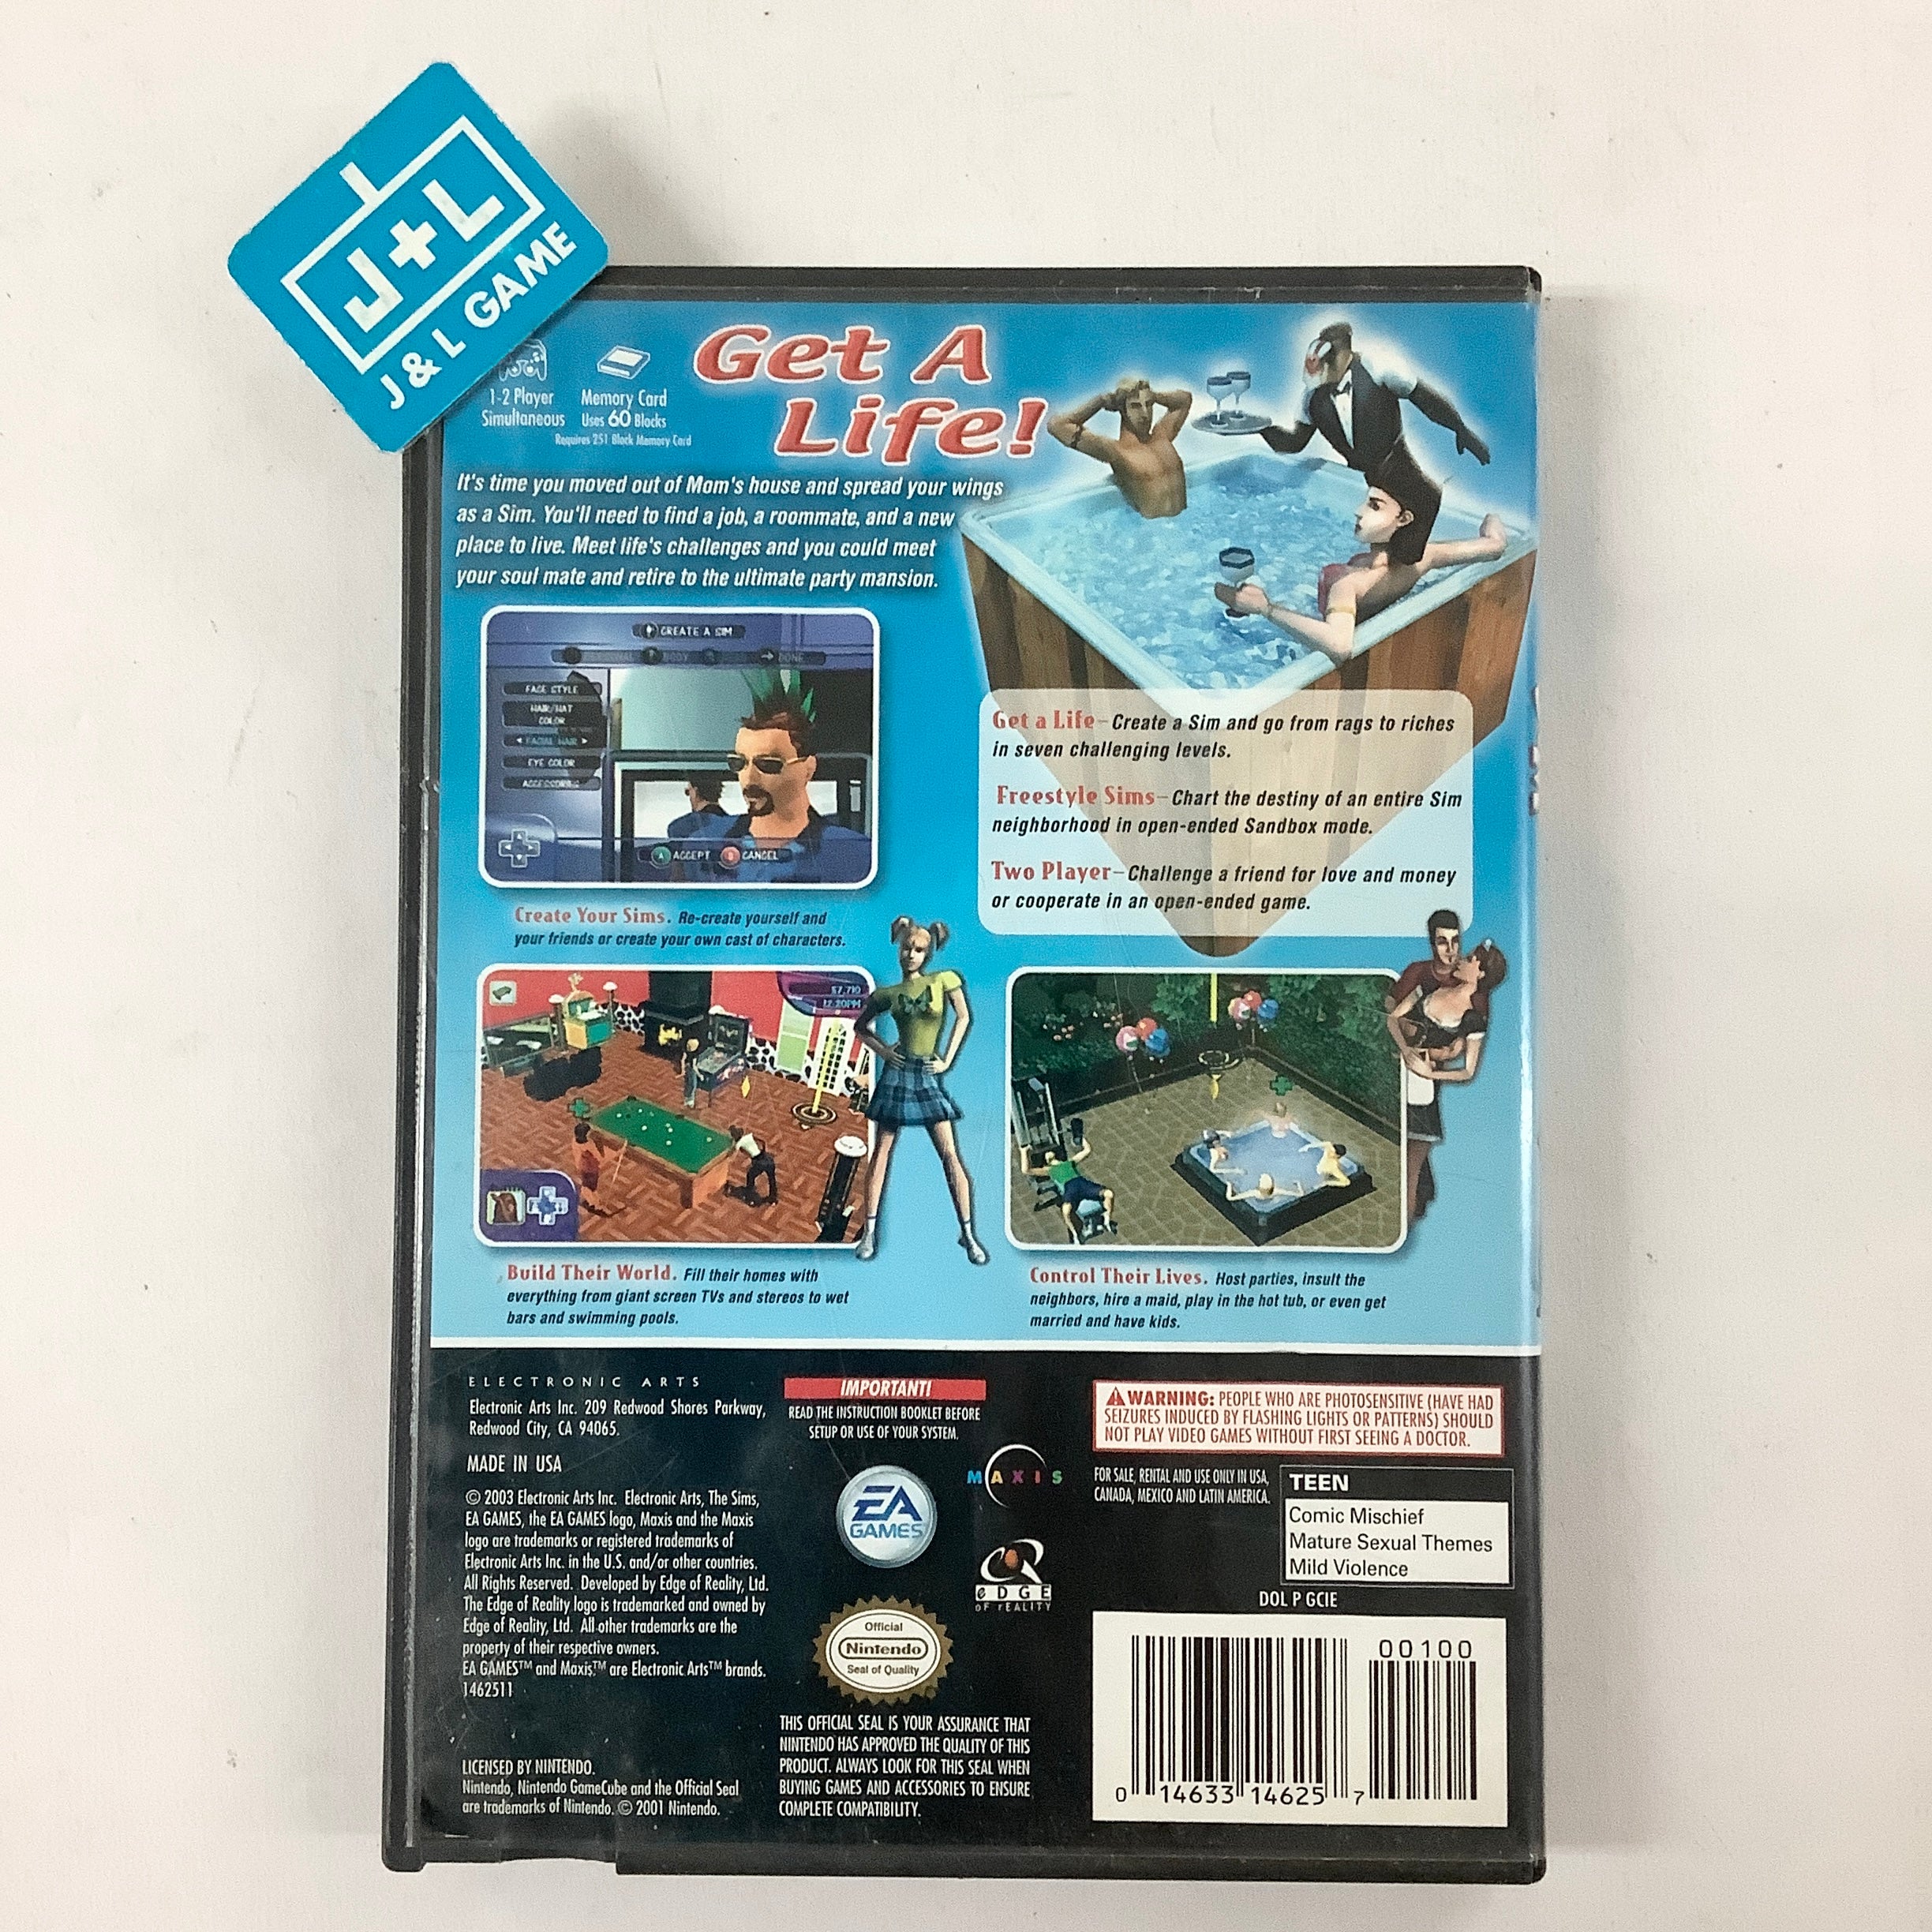 J+L
J & L GAME
Get A
Life!
1-2 Player
Simultaneous
Memory Card
Uses 60 Blocks
Requires 251 Block Memory Card
It's time you moved out of Mom's house and spread your wings
as a Sim. You'll need to find a job, a roommate, and a new
place to live. Meet life's challenges and you could meet
your soul mate and retire to the ultimate party mansion.
CREATE A SIM
BODY
DONE
FACE STYLE
HAIR/HAT
COLOR
FACIAL HAIR
EYE COLOR
ACCESSORIES
A ACCEPT B CANCEL
Get a Life–Create a Sim and go from rags to riches
in seven challenging levels.
Freestyle Sims–Chart the destiny of an entire Sim
neighborhood in open-ended Sandbox mode.
Two Player–Challenge a friend for love and money
or cooperate in an open-ended game.
Create Your Sims. Re-create yourself and
your friends or create your own cast of characters.
57,710
12:20PM
Build Their World. Fill their homes with
everything from giant screen TVs and stereos to wet
bars and swimming pools.
Control Their Lives. Host parties, insult the
neighbors, hire a maid, play in the hot tub, or even get
married and have kids.
ELECTRONIC ARTS
Electronic Arts Inc. 209 Redwood Shores Parkway,
Redwood City, CA 94065.
MADE IN USA
© 2003 Electronic Arts Inc. Electronic Arts, The Sims,
EA GAMES, the EA GAMES logo, Maxis and the Maxis
logo are trademarks or registered trademarks of
Electronic Arts Inc. in the U.S. and/or other countries.
All Rights Reserved. Developed by Edge of Reality, Ltd.
The Edge of Reality logo is trademarked and owned by
Edge of Reality, Ltd. All other trademarks are the
property of their respective owners.
EA GAMES™ and Maxis™ are Electronic Arts™ brands.
1462511
LICENSED BY NINTENDO.
Nintendo, Nintendo GameCube and the Official Seal
are trademarks of Nintendo. © 2001 Nintendo.
IMPORTANT!
READ THE INSTRUCTION BOOKLET BEFORE
SETUP OR USE OF YOUR SYSTEM.
EA
GAMES
MAXIS
eDGE
OF rEALITY
Official
Nintendo
Seal of Quality
THIS OFFICIAL SEAL IS YOUR ASSURANCE THAT
NINTENDO HAS APPROVED THE QUALITY OF THIS
PRODUCT. ALWAYS LOOK FOR THIS SEAL WHEN
BUYING GAMES AND ACCESSORIES TO ENSURE
COMPLETE COMPATIBILITY.
WARNING: PEOPLE WHO ARE PHOTOSENSITIVE (HAVE HAD
SEIZURES INDUCED BY FLASHING LIGHTS OR PATTERNS) SHOULD
NOT PLAY VIDEO GAMES WITHOUT FIRST SEEING A DOCTOR.
FOR SALE, RENTAL AND USE ONLY IN USA,
CANADA, MEXICO AND LATIN AMERICA.
TEEN
Comic Mischief
Mature Sexual Themes
Mild Violence
DOL P GCIE
00100
0 14633 14625 7